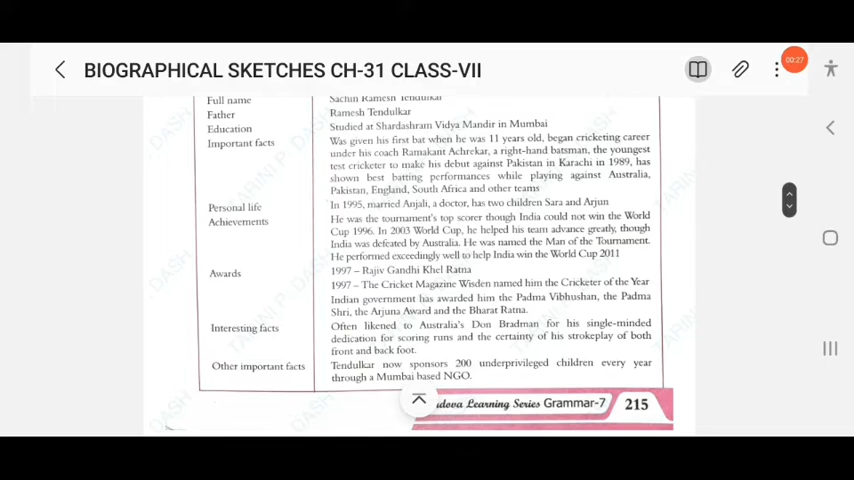 BIOGRAPHICAL SKETCHES CH-31 CLASS-VII
00:27
Full name Sachin Ramesh Tendulkar
Father Ramesh Tendulkar
Education Studied at Shardashram Vidya Mandir in Mumbai
Important facts Was given his first bat when he was 11 years old, began cricketing career
under his coach Ramakant Achrekar, a right-hand batsman, the youngest
test cricketer to make his debut against Pakistan in Karachi in 1989, has
shown best batting performances while playing against Australia,
Pakistan, England, South Africa and other teams
Personal life In 1995, married Anjali, a doctor, has two children Sara and Arjun
Achievements He was the tournament's top scorer though India could not win the World
Cup 1996. In 2003 World Cup, he helped his team advance greatly, though
India was defeated by Australia. He was named the Man of the Tournament.
He performed exceedingly well to help India win the World Cup 2011
Awards 1997 – Rajiv Gandhi Khel Ratna
1997 – The Cricket Magazine Wisden named him the Cricketer of the Year
Indian government has awarded him the Padma Vibhushan, the Padma
Shri, the Arjuna Award and the Bharat Ratna.
Interesting facts Often likened to Australia's Don Bradman for his single-minded
dedication for scoring runs and the certainty of his strokeplay of both
front and back foot.
Other important facts Tendulkar now sponsors 200 underprivileged children every year
through a Mumbai based NGO.
Learning Series Grammar-7 215
TARINI P DASH